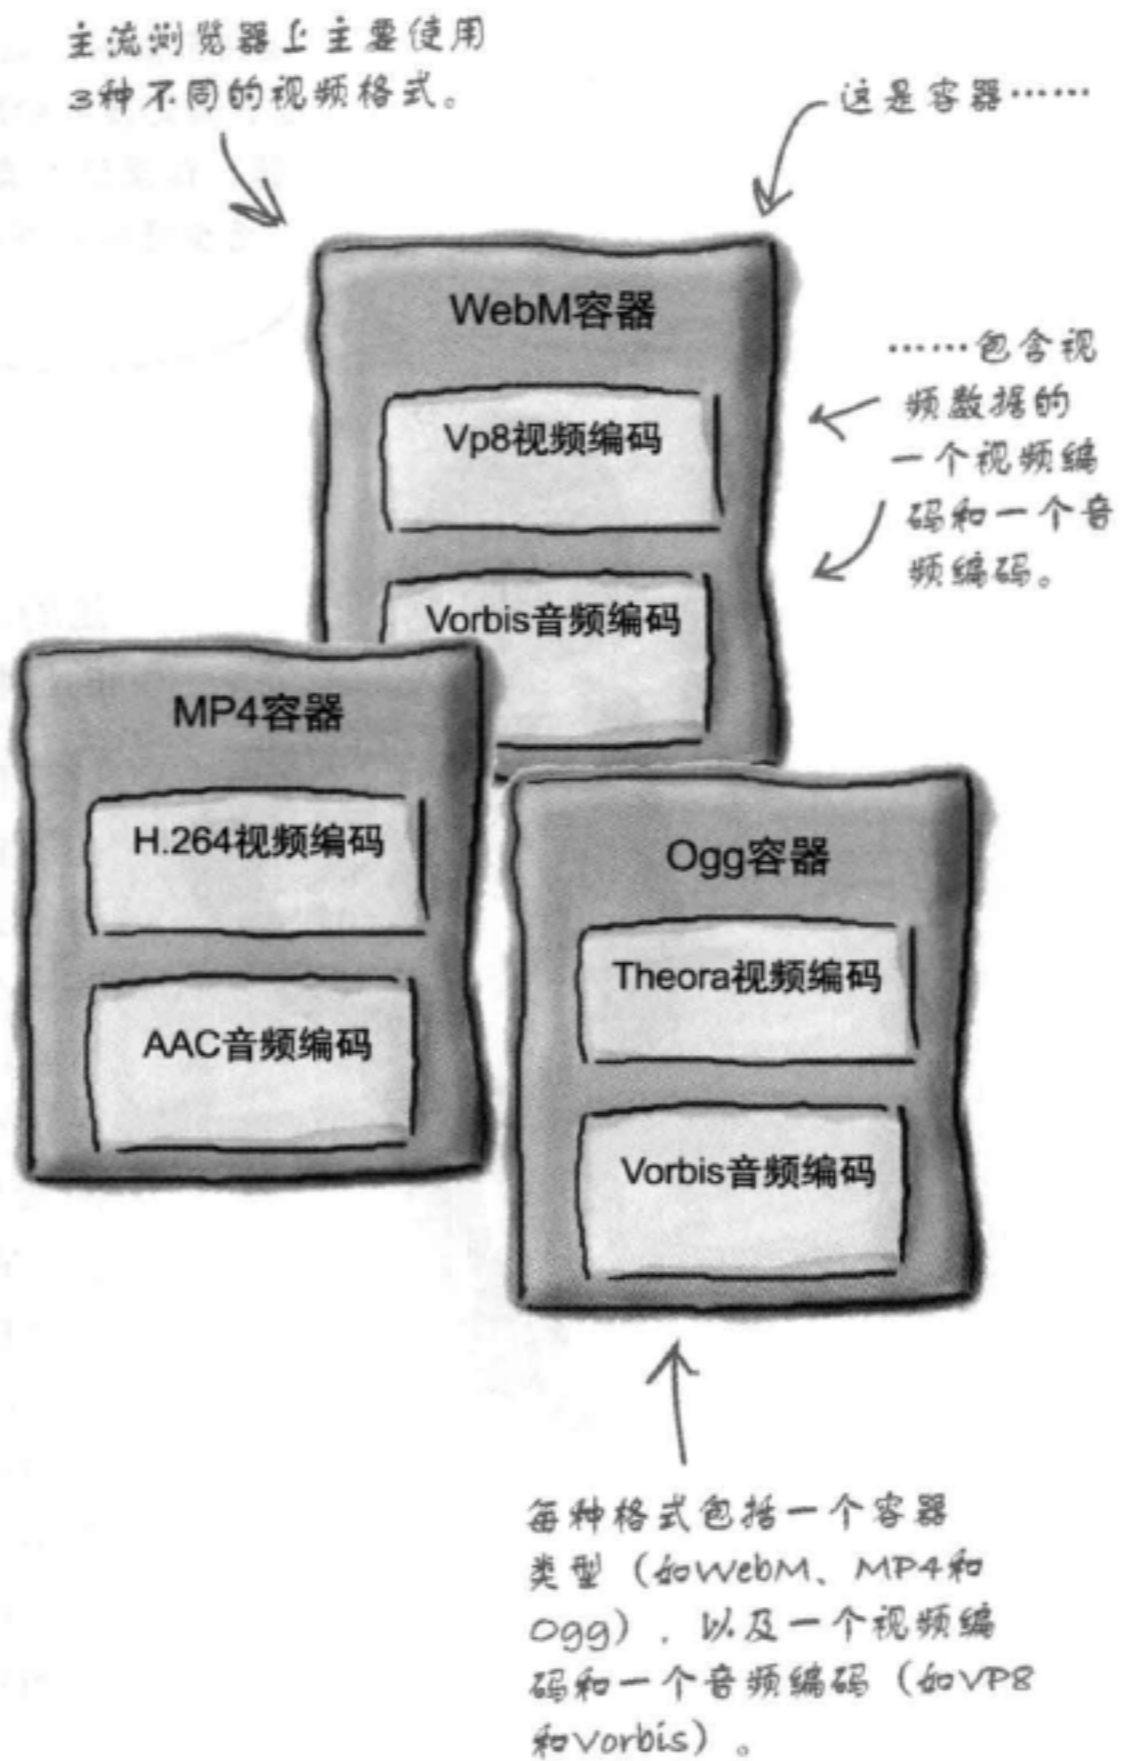 主流浏览器上主要使用
3种不同的视频格式。
这是容器……
WebM容器
Vp8视频编码
Vorbis音频编码
……包含视
频数据的
一个视频编
码和一个音
频编码。
MP4容器
H.264视频编码
AAC音频编码
Ogg容器
Theora视频编码
Vorbis音频编码
每种格式包括一个容器
类型（如WebM、MP4和
Ogg），以及一个视频编
码和一个音频编码（如VP8
和Vorbis）。